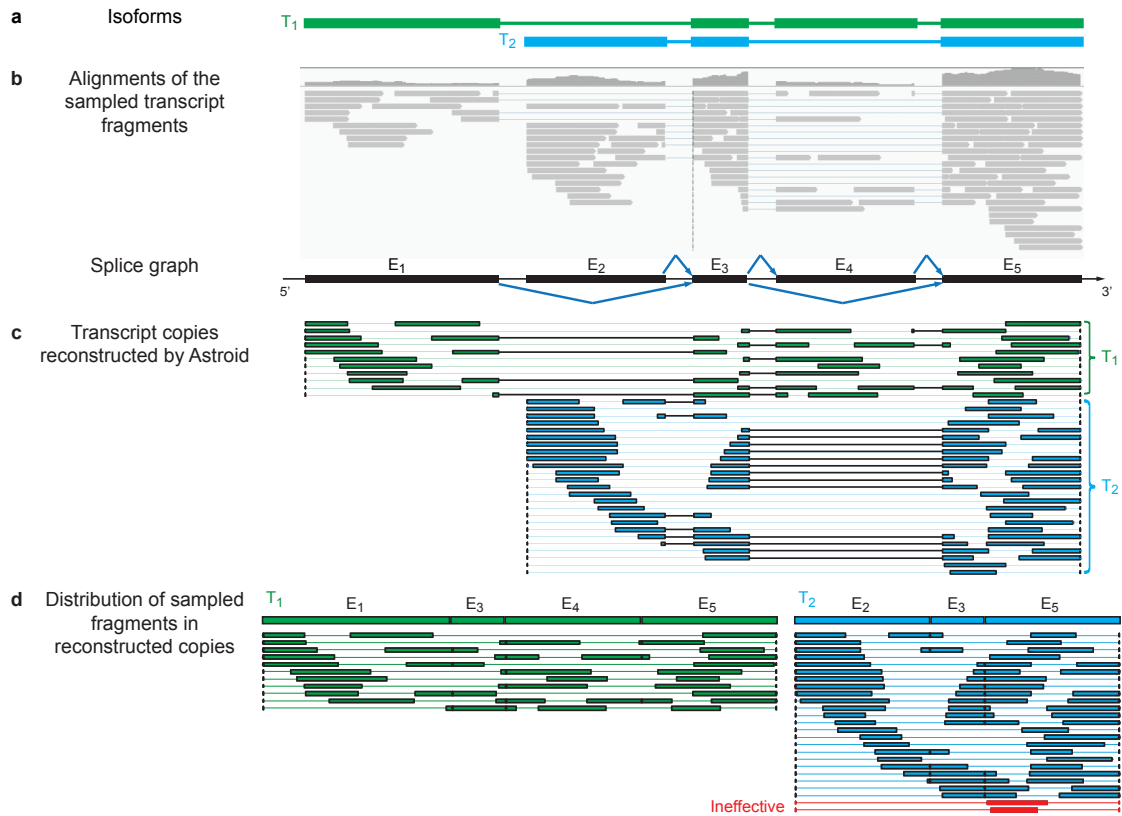 a Isoforms T1
T2
b Alignments of the
sampled transcript
fragments
Splice graph E1 E2 E3 E4 E5
5' 3'
c Transcript copies
reconstructed by Astroid
T1
T2
d Distribution of sampled
fragments in
reconstructed copies
T1 E1 E3 E4 E5
T2 E2 E3 E5
Ineffective